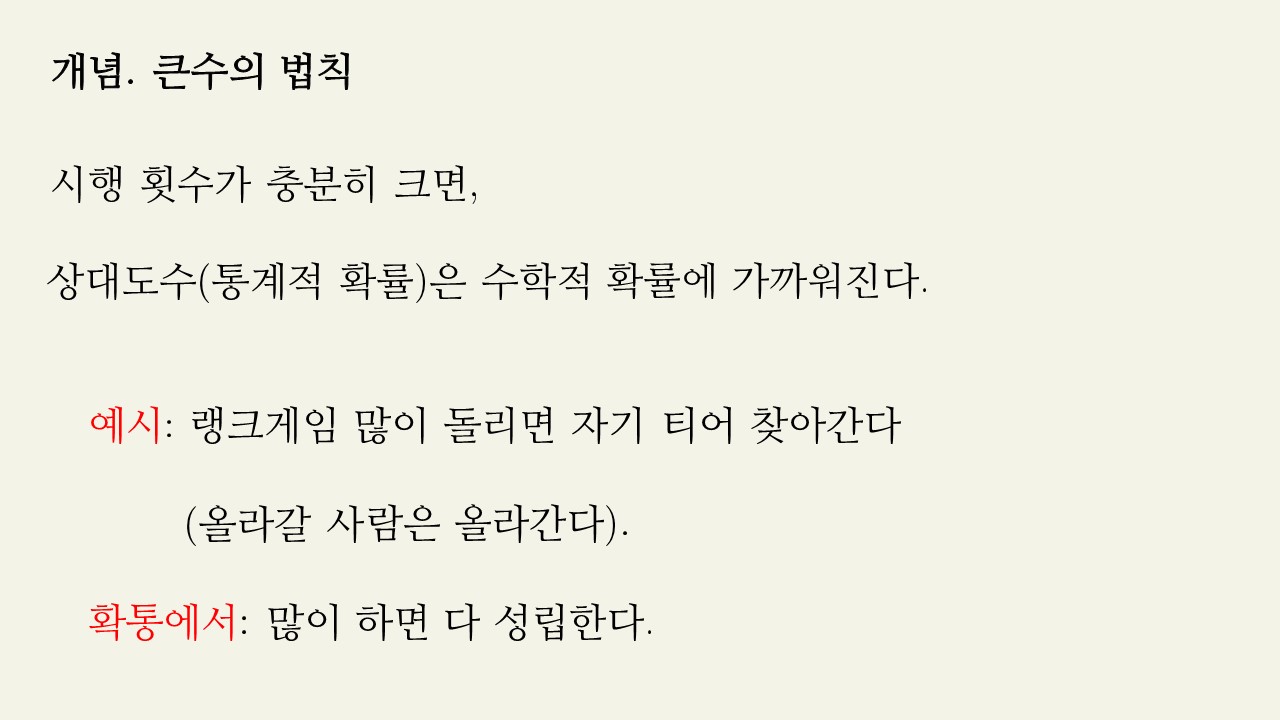 개념. 큰수의 법칙
시행 횟수가 충분히 크면,
상대도수(통계적 확률)은 수학적 확률에 가까워진다.
예시: 랭크게임 많이 돌리면 자기 티어 찾아간다
(올라갈 사람은 올라간다).
확통에서: 많이 하면 다 성립한다.